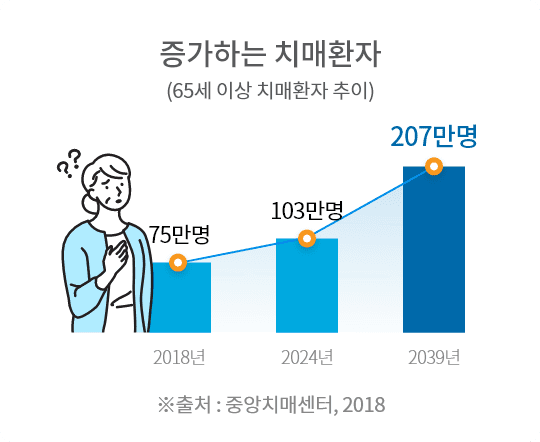 증가하는 치매환자
(65세 이상 치매환자 추이)
207만명
103만명
75만명
??
2018년 2024년 2039년
※출처 : 중앙치매센터, 2018